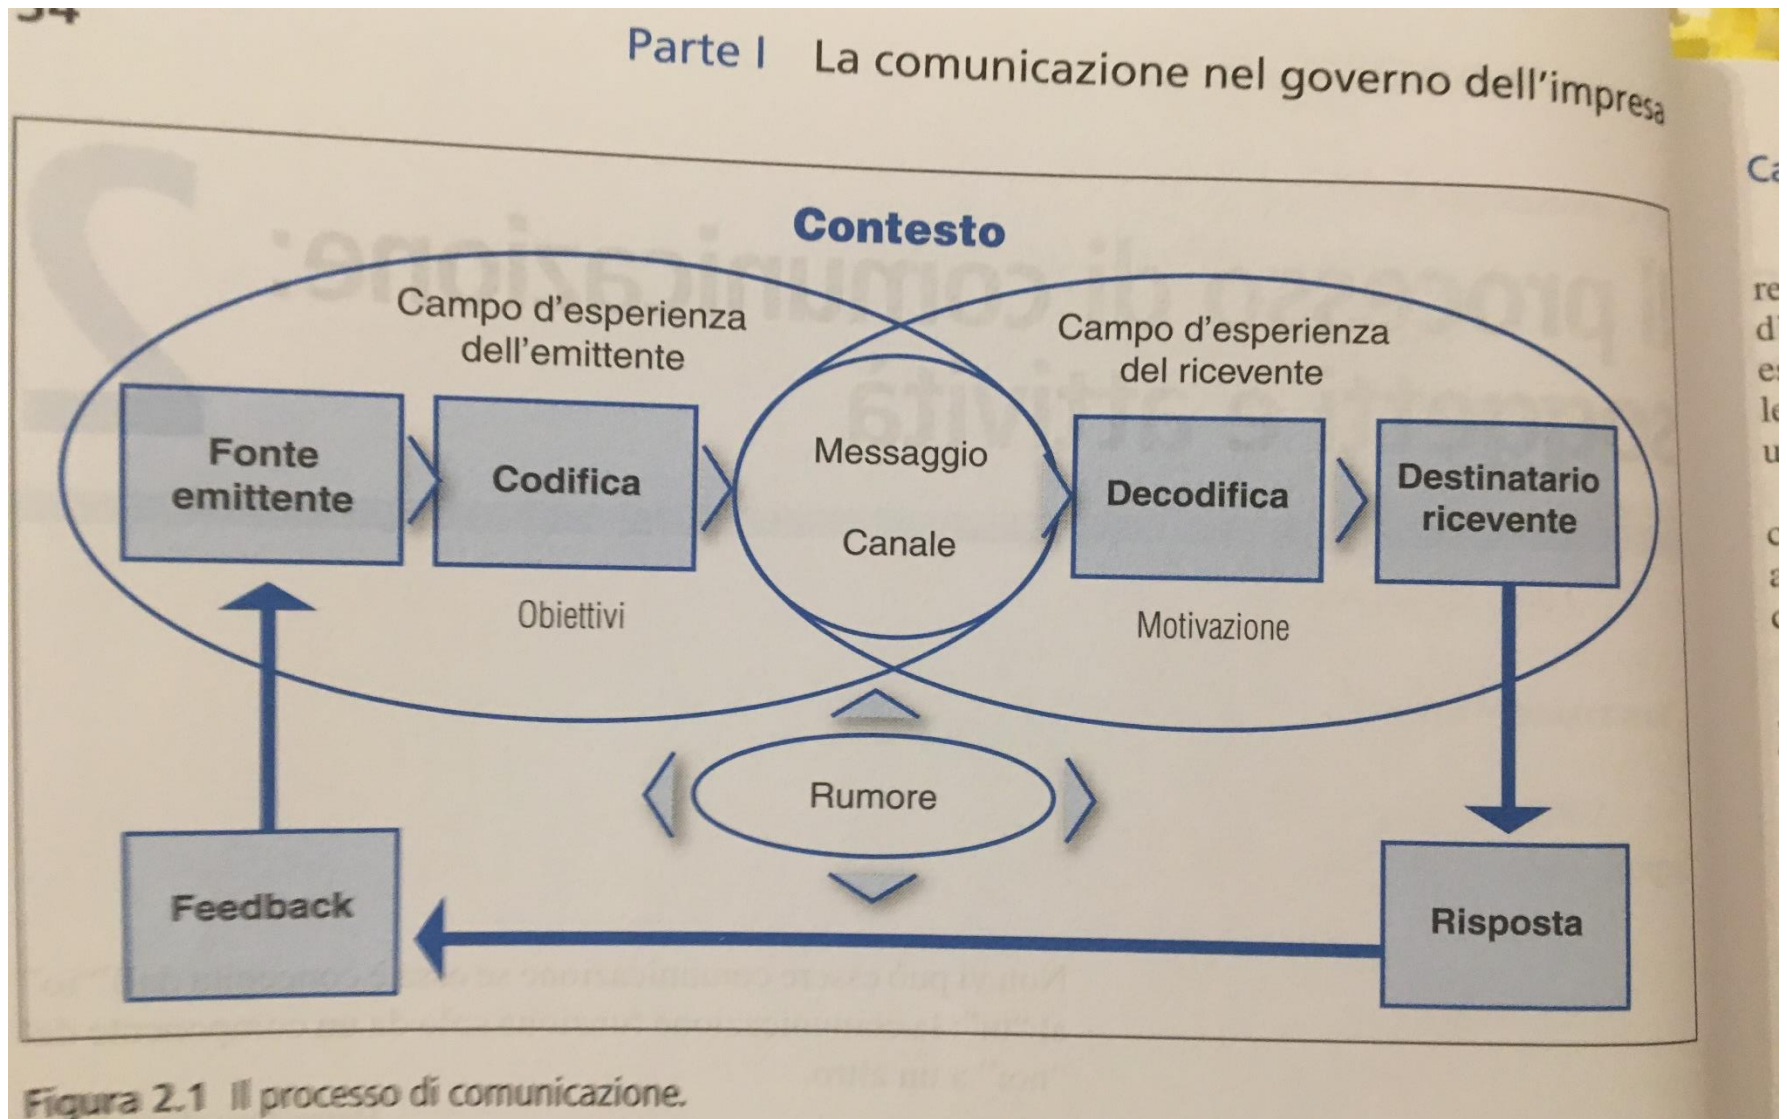 34
Parte I La comunicazione nel governo dell'impresa
Contesto
Campo d'esperienza
dell'emittente
Campo d'esperienza
del ricevente
Fonte
emittente
Codifica
Messaggio
Canale
Decodifica
Destinatario
ricevente
Obiettivi
Motivazione
Rumore
Feedback
Risposta
Figura 2.1 Il processo di comunicazione.